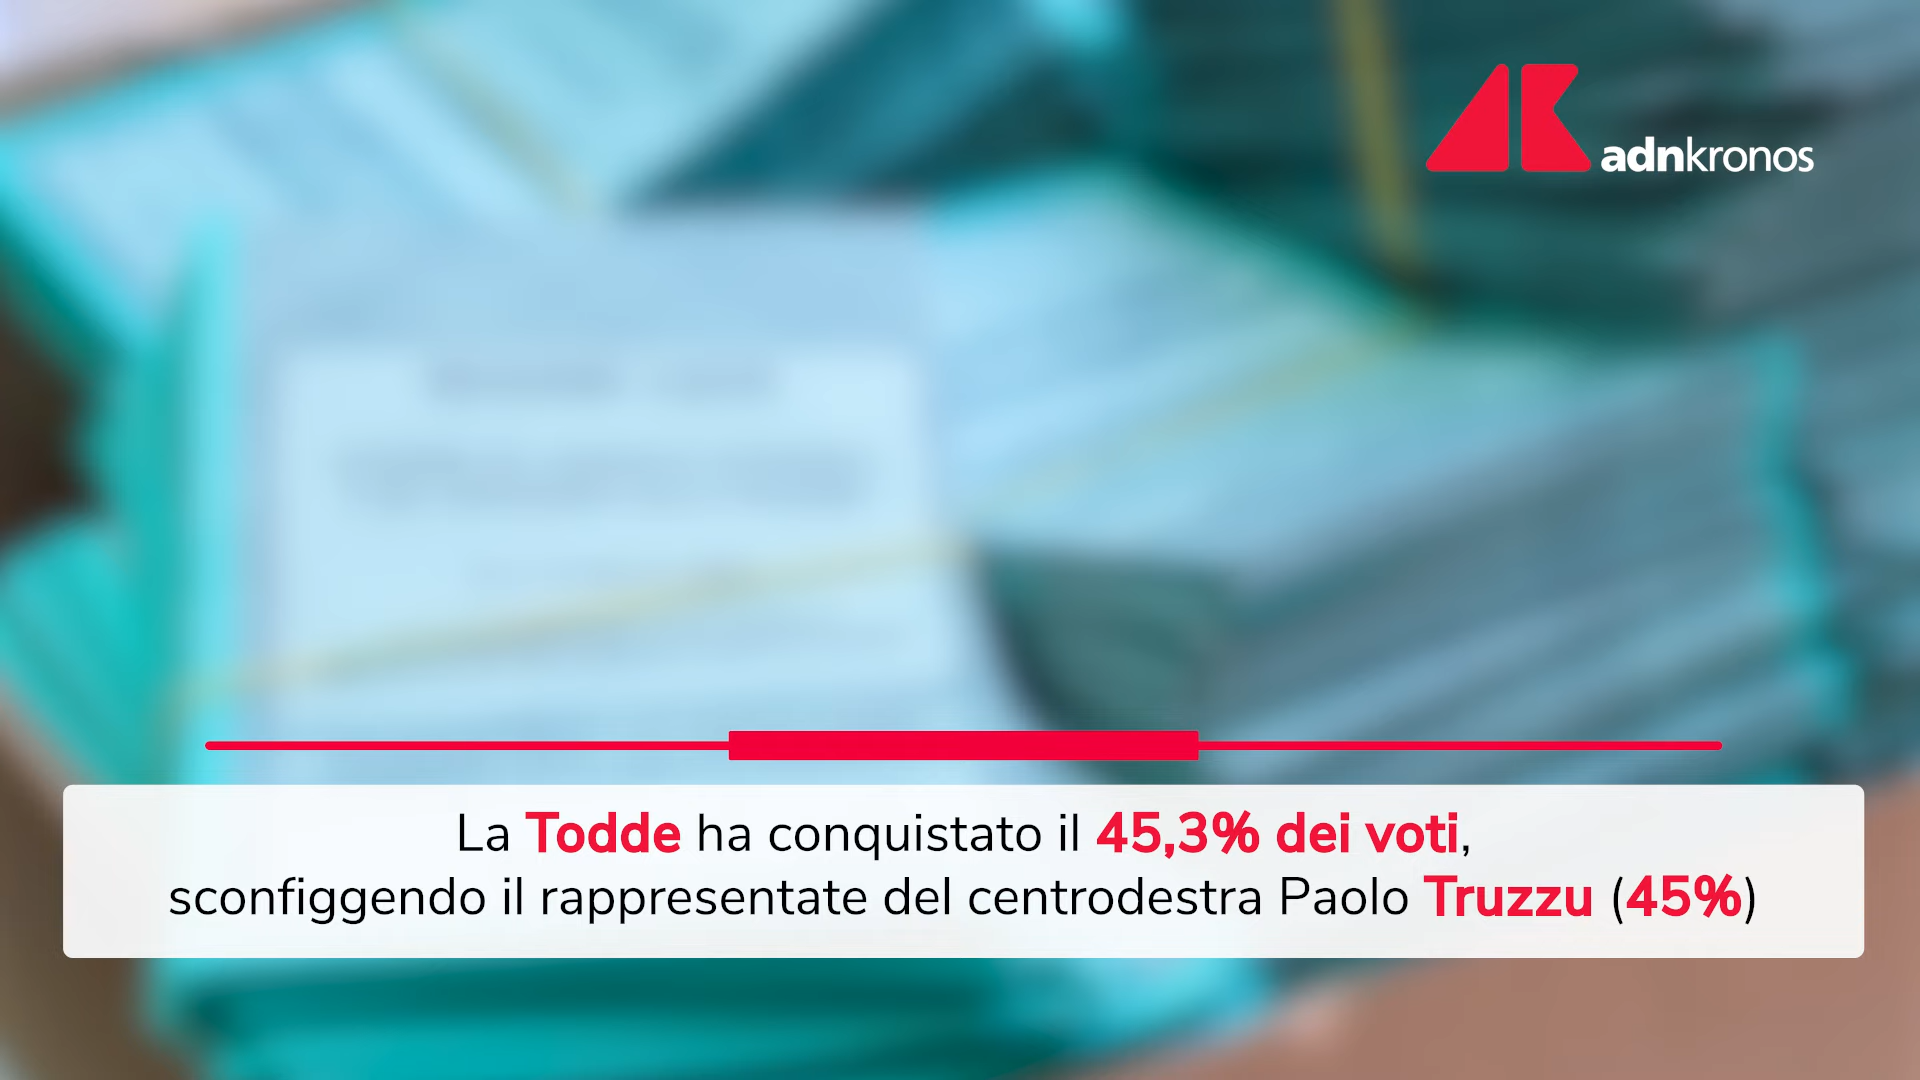 adnkronos
La Todde ha conquistato il 45,3% dei voti,
sconfiggendo il rappresentate del centrodestra Paolo Truzzu (45%)